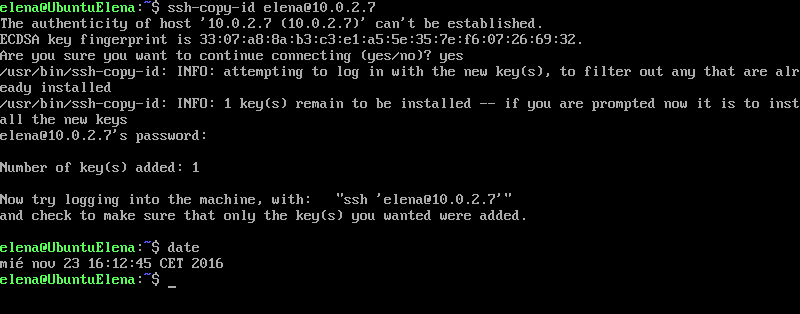 elena@UbuntuElena:~$ ssh-copy-id elena@10.0.2.7
The authenticity of host '10.0.2.7 (10.0.2.7)' can't be established.
ECDSA key fingerprint is 33:07:a8:8a:b3:c3:e1:a5:5e:35:7e:f6:07:26:69:32.
Are you sure you want to continue connecting (yes/no)? yes
/usr/bin/ssh-copy-id: INFO: attempting to log in with the new key(s), to filter out any that are alr
eady installed
/usr/bin/ssh-copy-id: INFO: 1 key(s) remain to be installed -- if you are prompted now it is to inst
all the new keys
elena@10.0.2.7's password:
Number of key(s) added: 1
Now try logging into the machine, with:   "ssh 'elena@10.0.2.7'"
and check to make sure that only the key(s) you wanted were added.
elena@UbuntuElena:~$ date
mié nov 23 16:12:45 CET 2016
elena@UbuntuElena:~$ _